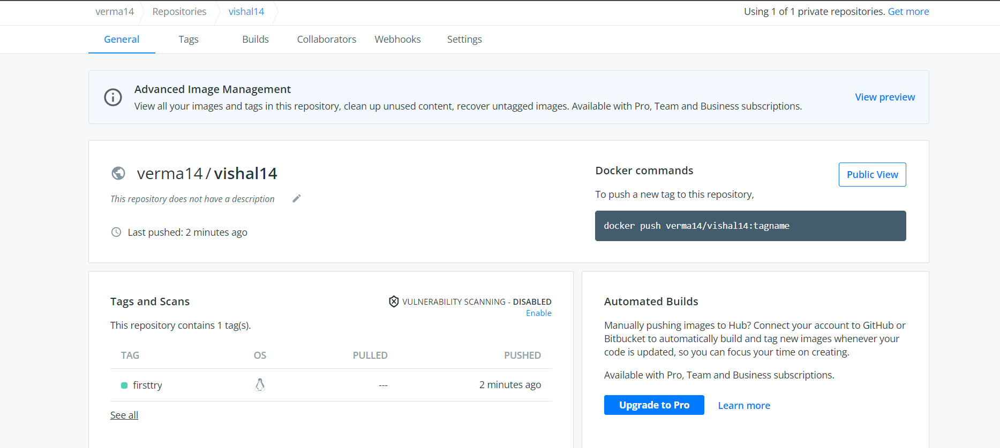 verma14 Repositories vishal14 Using 1 of 1 private repositories. Get more
General Tags Builds Collaborators Webhooks Settings
Advanced Image Management
View all your images and tags in this repository, clean up unused content, recover untagged images. Available with Pro, Team and Business subscriptions.
View preview
verma14 / vishal14
This repository does not have a description
Last pushed: 2 minutes ago
Docker commands
Public View
To push a new tag to this repository,
docker push verma14/vishal14:tagname
Tags and Scans
VULNERABILITY SCANNING - DISABLED
Enable
This repository contains 1 tag(s).
TAG OS PULLED PUSHED
firsttry --- 2 minutes ago
See all
Automated Builds
Manually pushing images to Hub? Connect your account to GitHub or
Bitbucket to automatically build and tag new images whenever your
code is updated, so you can focus your time on creating.
Available with Pro, Team and Business subscriptions.
Upgrade to Pro Learn more